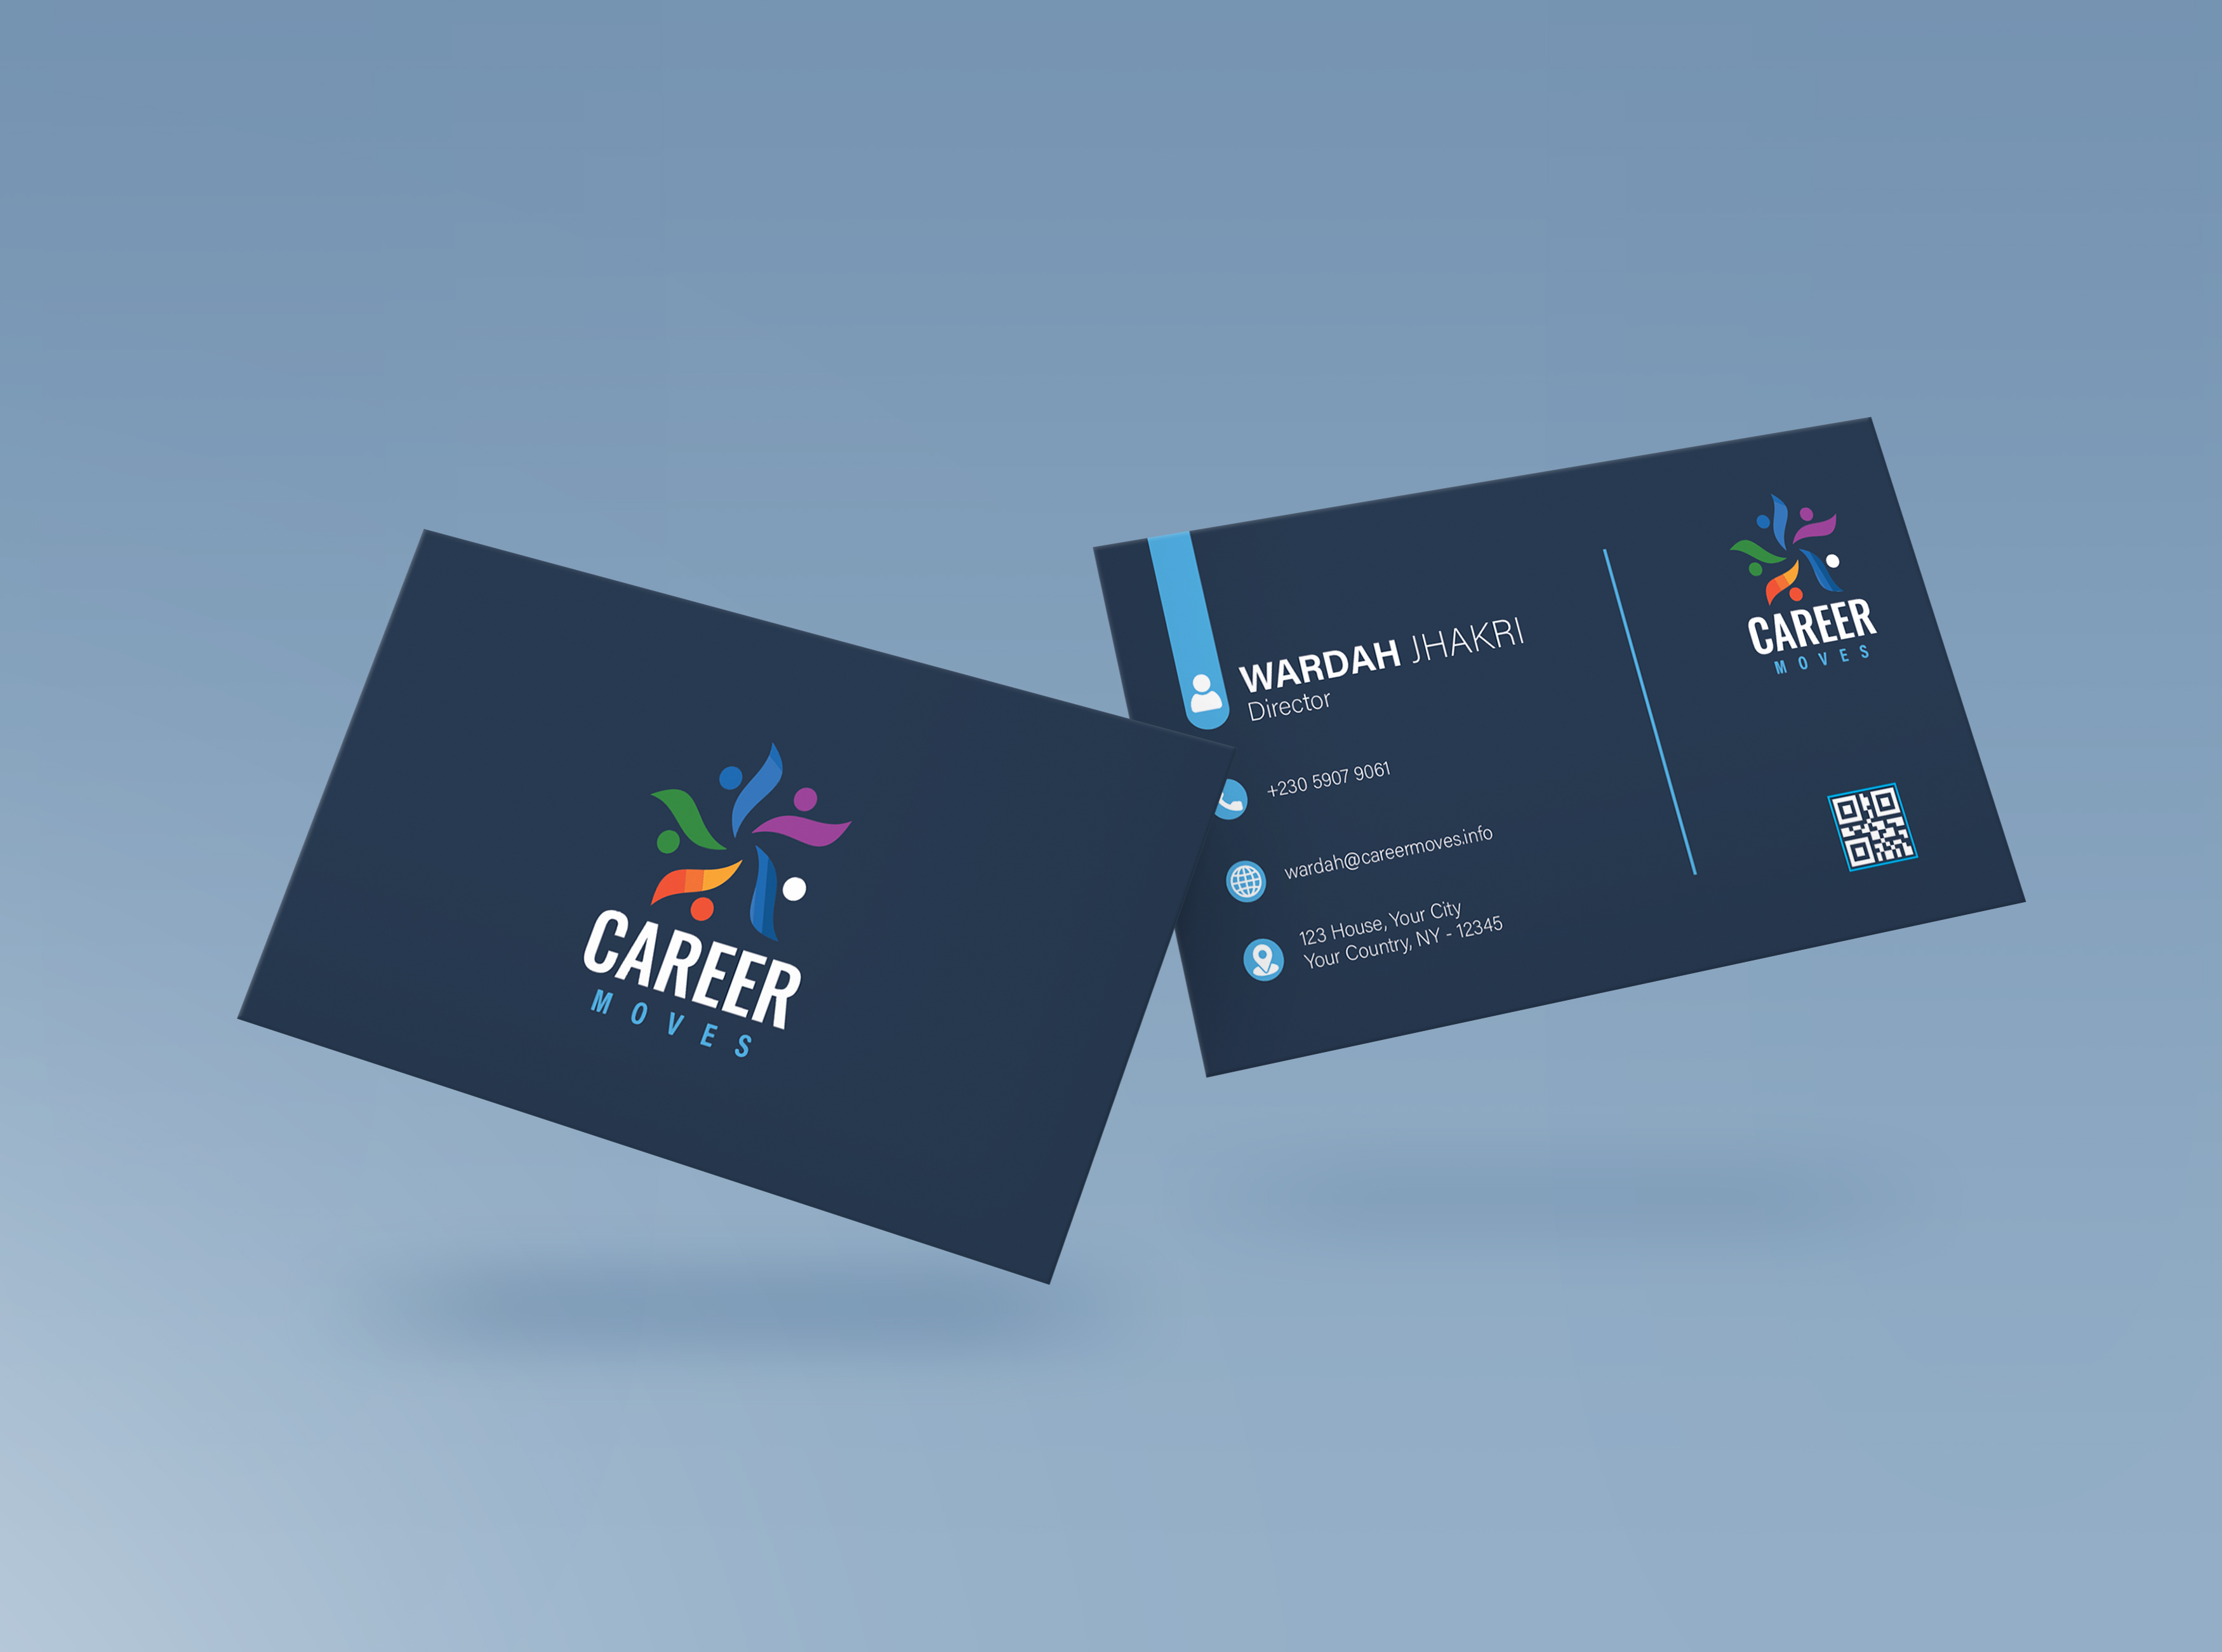 CAREER
MOVES
WARDAH JHAKRI
Director
+230 5907 9061
wardah@careermoves.info
123 House, Your City
Your Country, NY - 12345
CAREER
MOVES